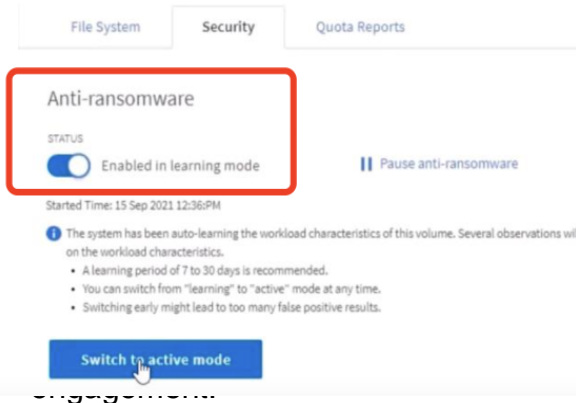 File System Security Quota Reports
Anti-ransomware
STATUS
Enabled in learning mode Pause anti-ransomware
Started Time: 15 Sep 2021 12:36:PM
The system has been auto-learning the workload characteristics of this volume. Several observations wil
on the workload characteristics.
• A learning period of 7 to 30 days is recommended.
• You can switch from "learning" to "active" mode at any time.
• Switching early might lead to too many false positive results.
Switch to active mode
engagement.